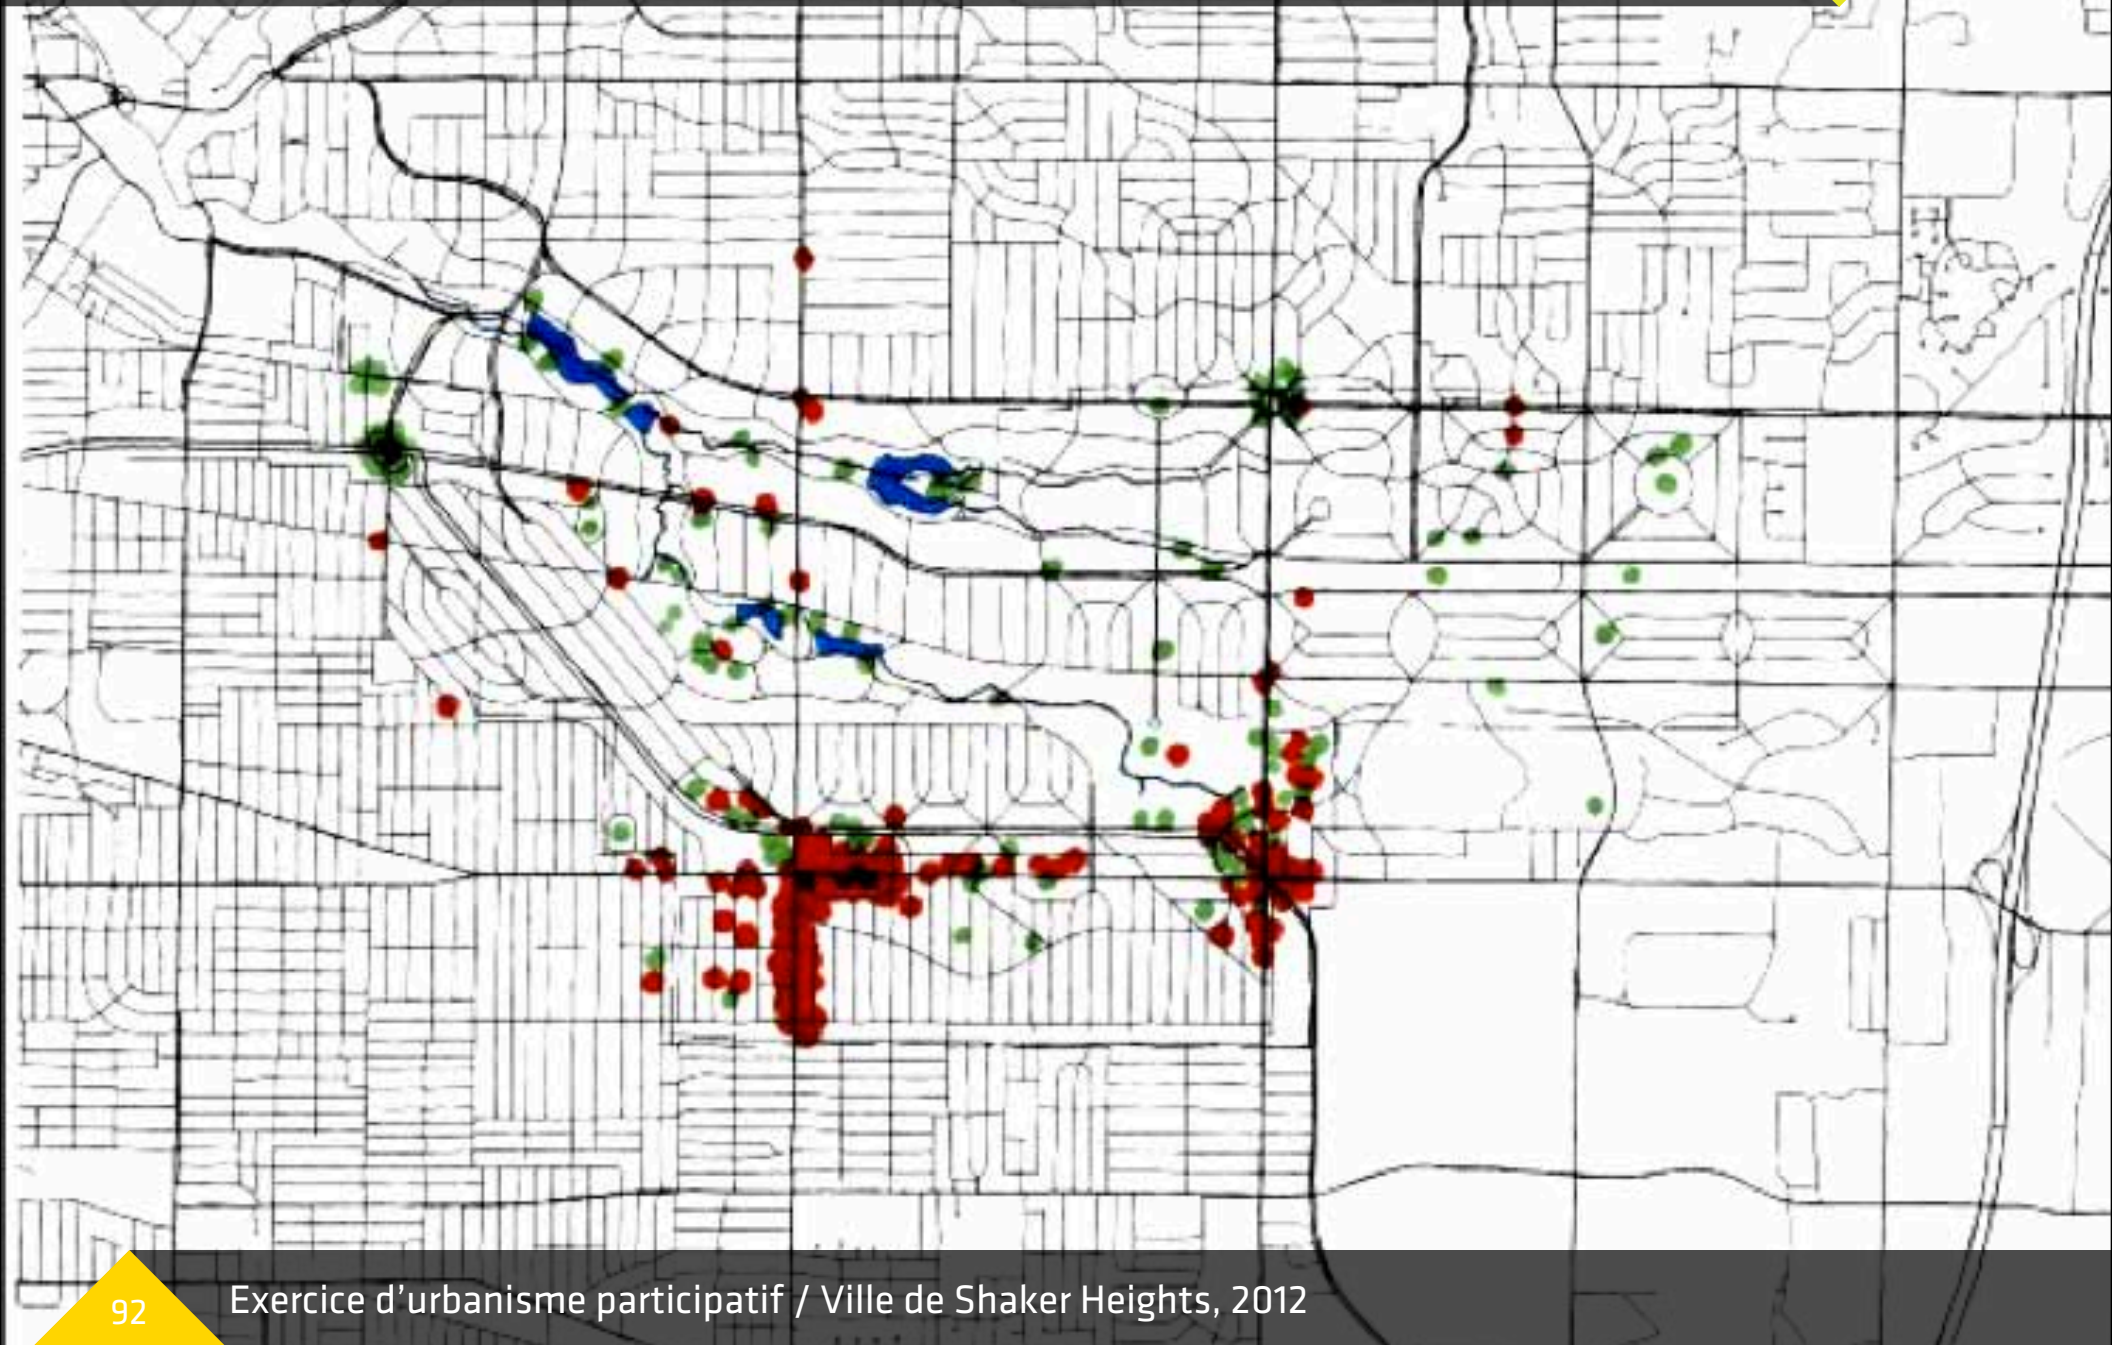 92
Exercice d’urbanisme participatif / Ville de Shaker Heights, 2012